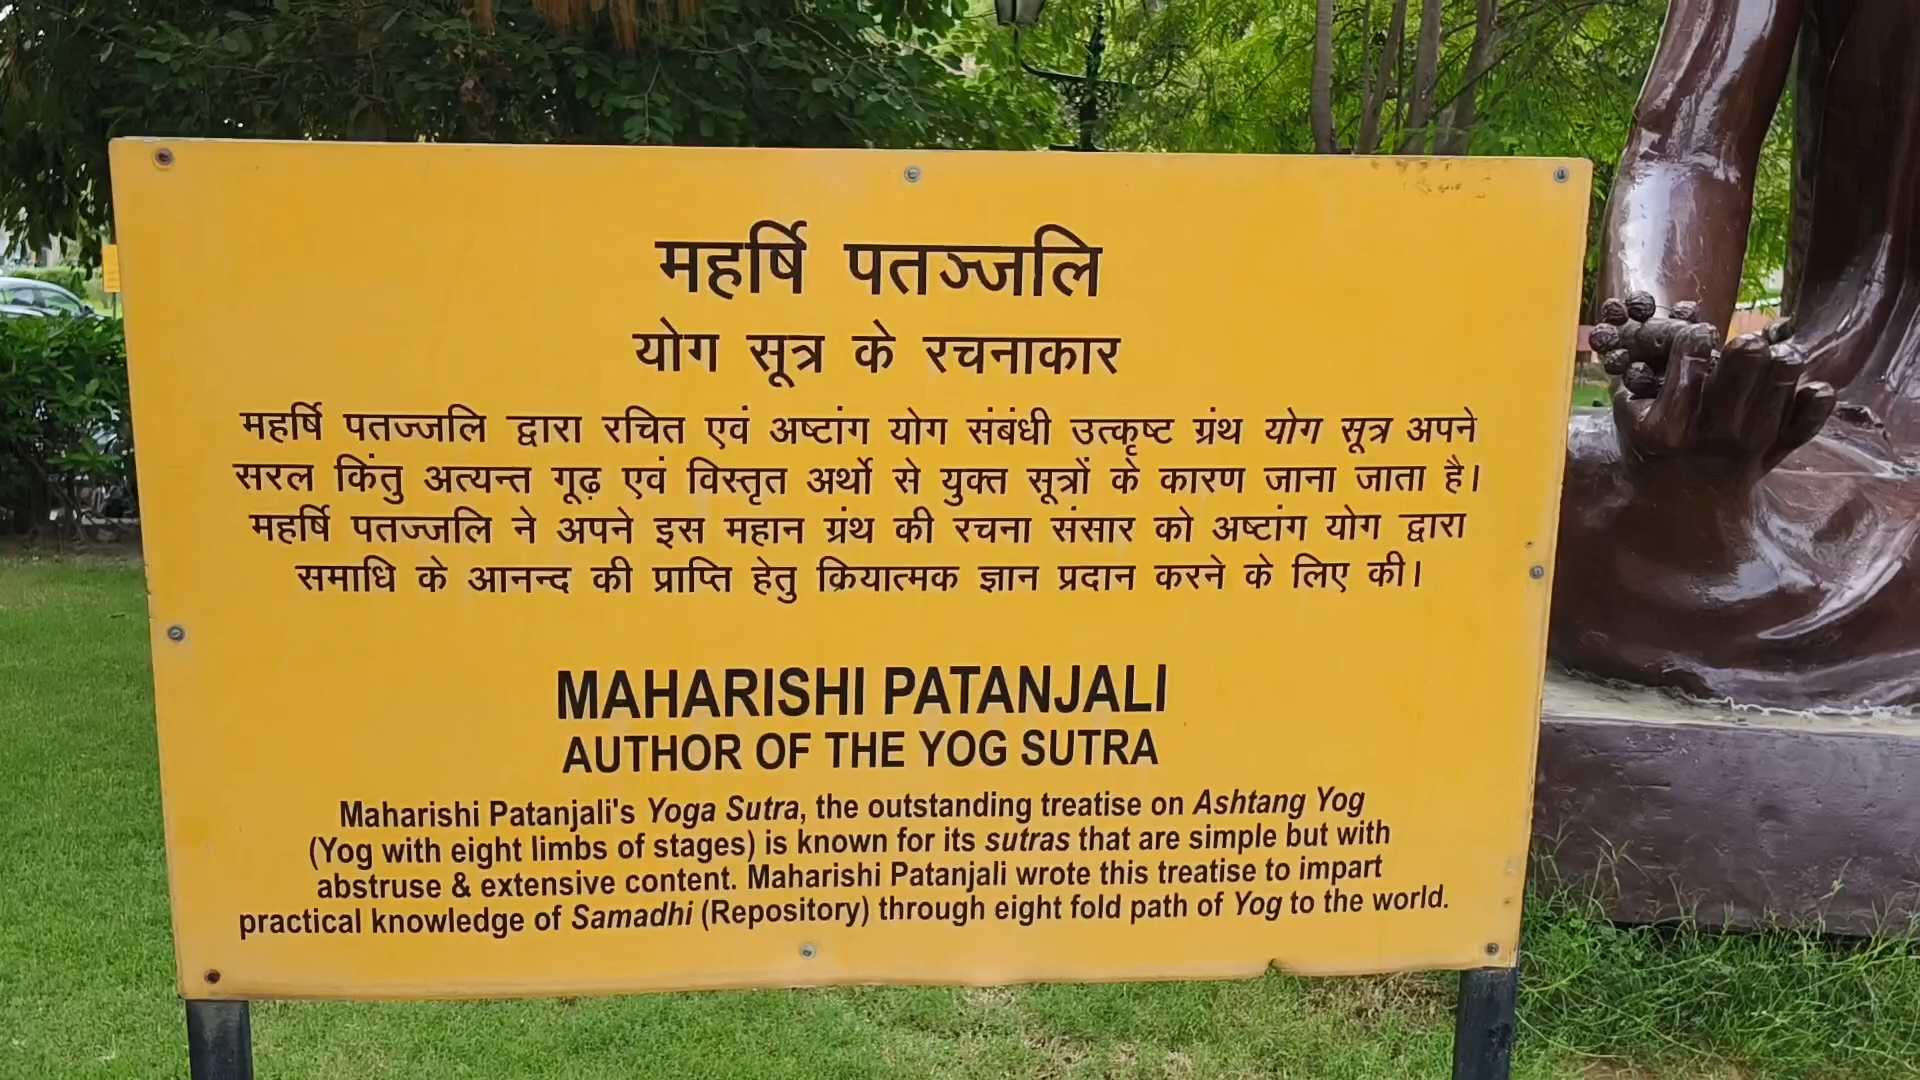 महर्षि पतञ्जलि
योग सूत्र के रचनाकार
महर्षि पतज्जलि द्वारा रचित एवं अष्टांग योग संबंधी उत्कृष्ट ग्रंथ योग सूत्र अपने
सरल किंतु अत्यन्त गूढ़ एवं विस्तृत अर्थो से युक्त सूत्रों के कारण जाना जाता है।
महर्षि पतज्जलि ने अपने इस महान ग्रंथ की रचना संसार को अष्टांग योग द्वारा
समाधि के आनन्द की प्राप्ति हेतु क्रियात्मक ज्ञान प्रदान करने के लिए की।
MAHARISHI PATANJALI
AUTHOR OF THE YOG SUTRA
Maharishi Patanjali's Yoga Sutra, the outstanding treatise on Ashtang Yog
(Yog with eight limbs of stages) is known for its sutras that are simple but with
abstruse & extensive content. Maharishi Patanjali wrote this treatise to impart
practical knowledge of Samadhi (Repository) through eight fold path of Yog to the world.